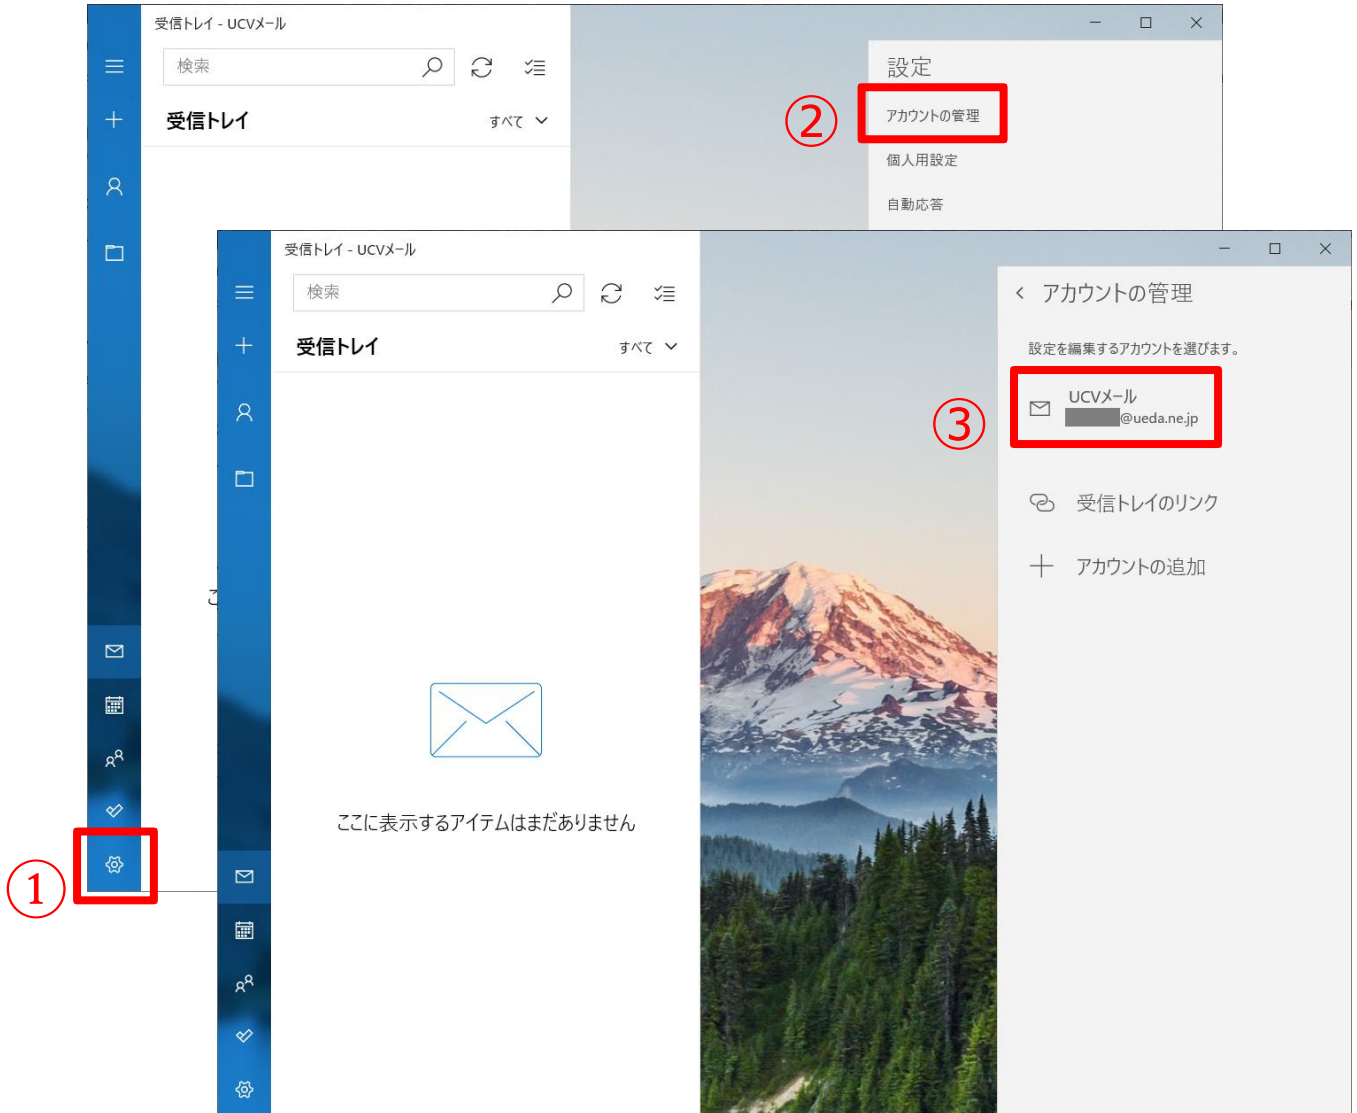 受信トレイ - UCVメール
検索
受信トレイ
すべて
設定
アカウントの管理
個人用設定
自動応答
②
こ
①
受信トレイ - UCVメール
検索
受信トレイ
すべて
ここに表示するアイテムはまだありません
アカウントの管理
設定を編集するアカウントを選びます。
③
UCVメール
@ueda.ne.jp
受信トレイのリンク
アカウントの追加